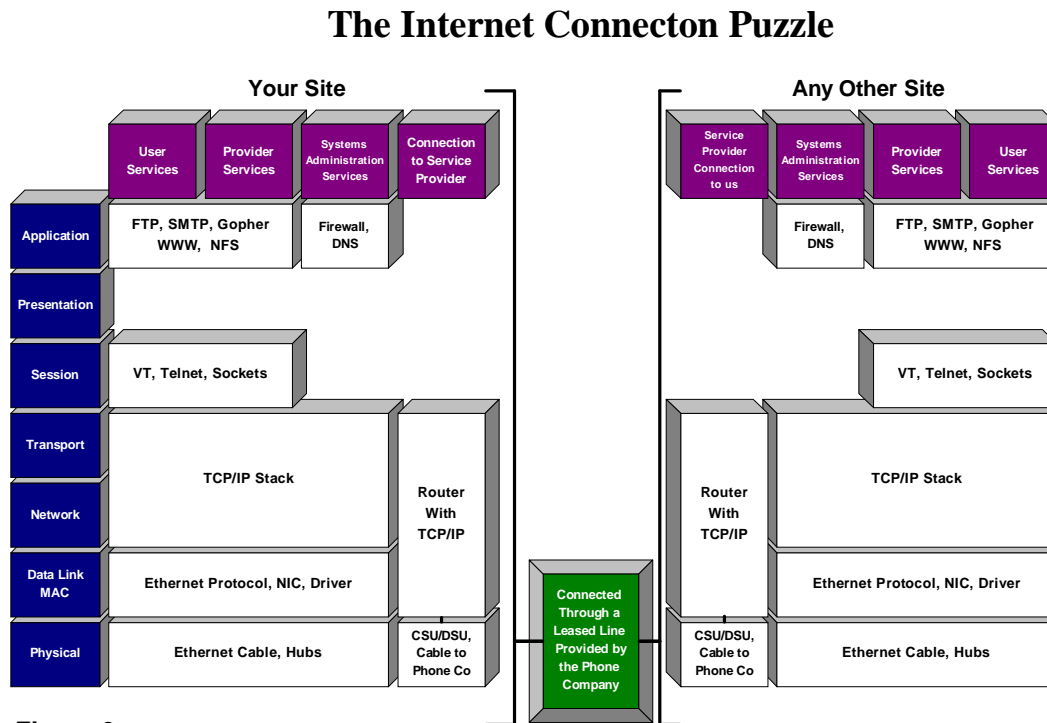 The Internet Connecton Puzzle
Your Site
Any Other Site
User
Services
Provider
Services
Systems
Administration
Services
Connection
to Service
Provider
Service
Provider
Connection
to us
Systems
Administration
Services
Provider
Services
User
Services
Application
FTP, SMTP, Gopher
WWW, NFS
Firewall,
DNS
Firewall,
DNS
FTP, SMTP, Gopher
WWW, NFS
Presentation
Session
VT, Telnet, Sockets
VT, Telnet, Sockets
Transport
TCP/IP Stack
Router
With
TCP/IP
Router
With
TCP/IP
TCP/IP Stack
Network
Data Link
MAC
Ethernet Protocol, NIC, Driver
Connected
Through a
Leased Line
Provided by
the Phone
Company
Ethernet Protocol, NIC, Driver
Physical
Ethernet Cable, Hubs
CSU/DSU,
Cable to
Phone Co
CSU/DSU,
Cable to
Phone Co
Ethernet Cable, Hubs